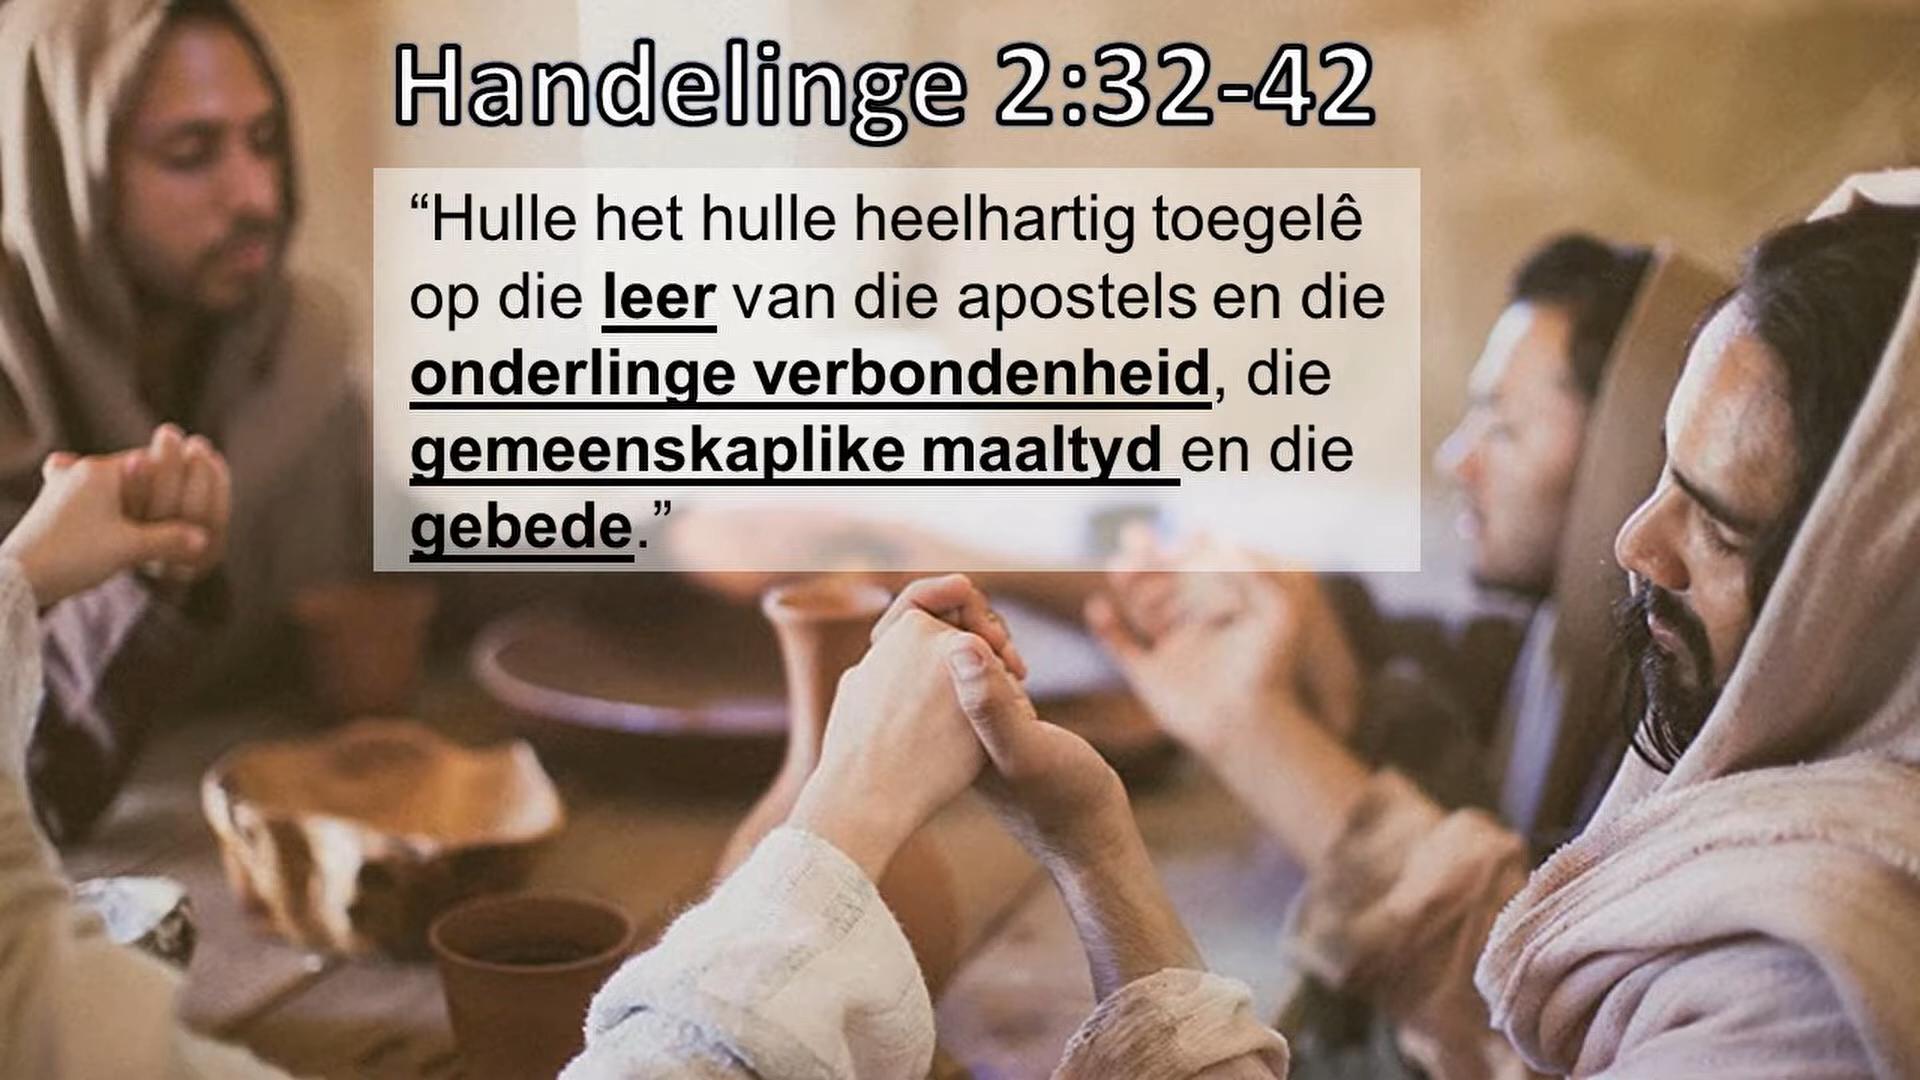 Handelinge 2:32-42
“Hulle het hulle heelhartig toegelê
op die leer van die apostels en die
onderlinge verbondenheid, die
gemeenskaplike maaltyd en die
gebede.”